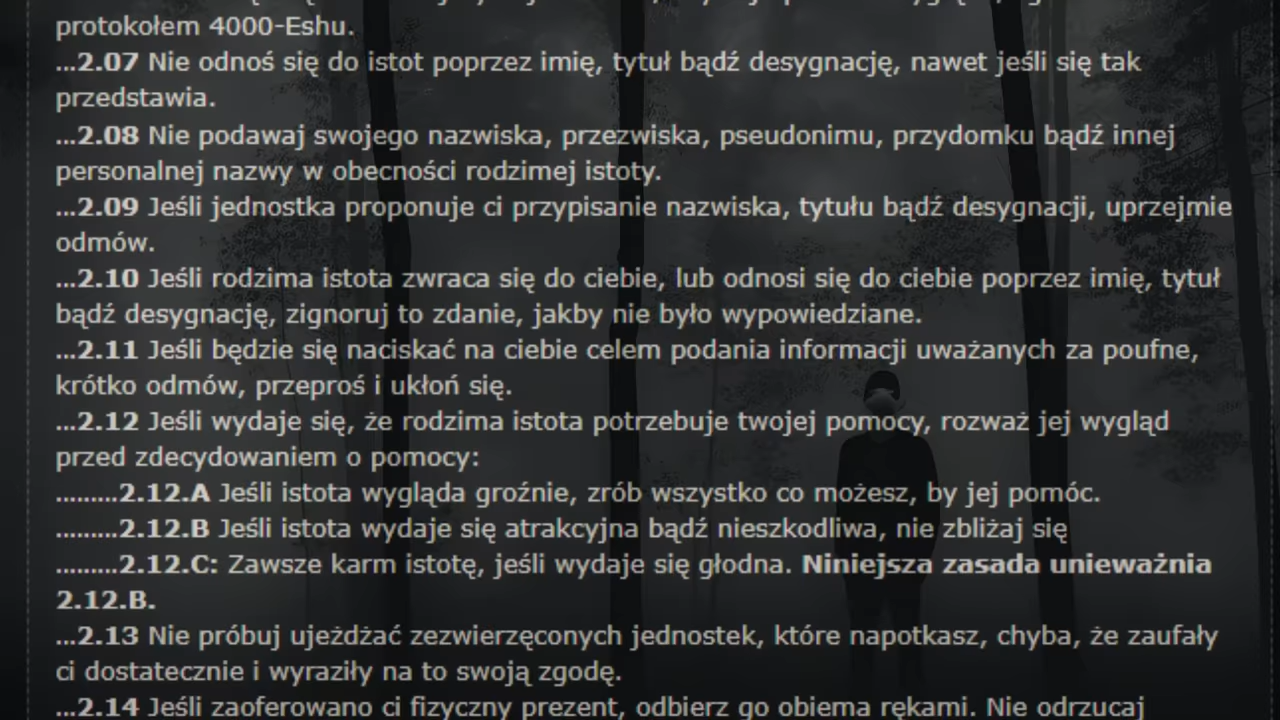 protokołem 4000-Eshu.
...2.07 Nie odnoś się do istot poprzez imię, tytuł bądź desygnację, nawet jeśli się tak
przedstawia.
...2.08 Nie podawaj swojego nazwiska, przezwiska, pseudonimu, przydomku bądź innej
personalnej nazwy w obecności rodzimej istoty.
...2.09 Jeśli jednostka proponuje ci przypisanie nazwiska, tytułu bądź desygnacji, uprzejmie
odmów.
...2.10 Jeśli rodzima istota zwraca się do ciebie, lub odnosi się do ciebie poprzez imię, tytuł
bądź desygnację, zignoruj to zdanie, jakby nie było wypowiedziane.
...2.11 Jeśli będzie się naciskać na ciebie celem podania informacji uważanych za poufne,
krótko odmów, przeproś i ukłoń się.
...2.12 Jeśli wydaje się, że rodzima istota potrzebuje twojej pomocy, rozważ jej wygląd
przed zdecydowaniem o pomocy:
.........2.12.A Jeśli istota wygląda groźnie, zrób wszystko co możesz, by jej pomóc.
.........2.12.B Jeśli istota wydaje się atrakcyjna bądź nieszkodliwa, nie zbliżaj się
.........2.12.C: Zawsze karm istotę, jeśli wydaje się głodna. Niniejsza zasada unieważnia
2.12.B.
...2.13 Nie próbuj ujeżdżać zezwierzęconych jednostek, które napotkasz, chyba, że zaufały
ci dostatecznie i wyraziły na to swoją zgodę.
...2.14 Jeśli zaoferowano ci fizyczny prezent, odbierz go obiema rękami. Nie odrzucaj